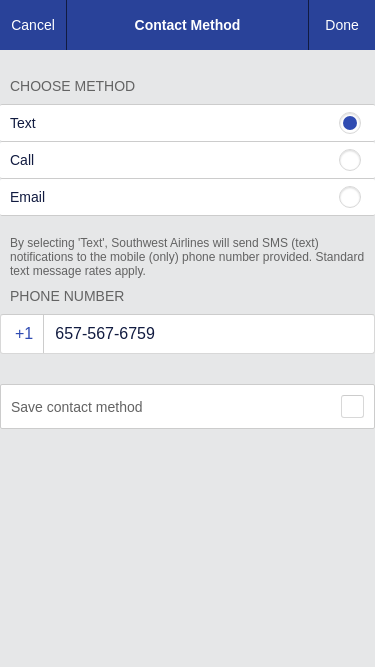 Cancel
Contact Method
Done
CHOOSE METHOD
Text
Call
Email
By selecting 'Text', Southwest Airlines will send SMS (text)
notifications to the mobile (only) phone number provided. Standard
text message rates apply.
PHONE NUMBER
+1 657-567-6759
Save contact method